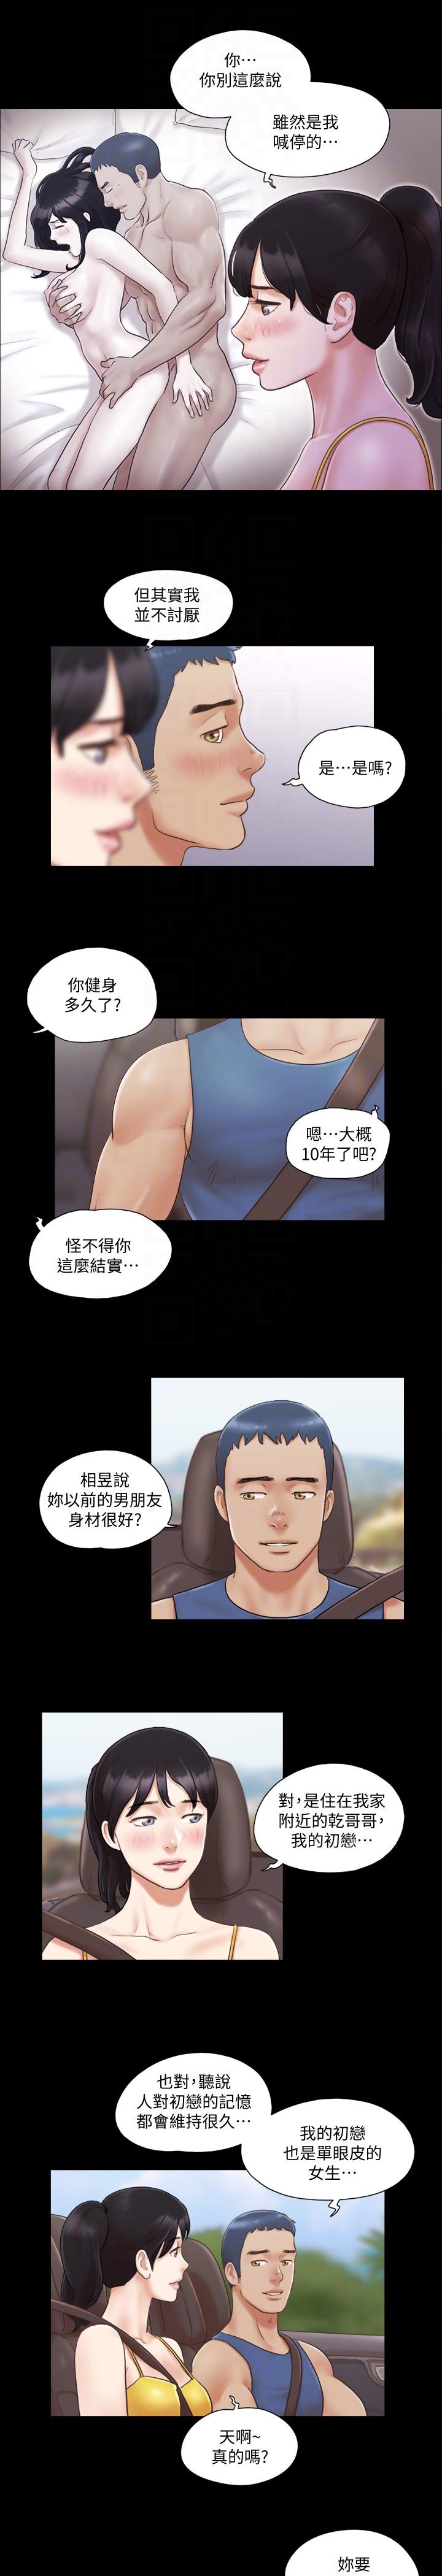 你⋯
你別這麼說
雖然是我
喊停的⋯
但其實我
並不討厭
是⋯是嗎?
你健身
多久了?
嗯⋯大概
10年了吧?
怪不得你
這麼結實⋯
相昱說
妳以前的男朋友
身材很好?
對,是住在我家
附近的乾哥哥,
我的初戀⋯
也對,聽說
人對初戀的記憶
都會維持很久⋯
我的初戀
也是單眼皮的
女生⋯
天啊~
真的嗎?
妳要